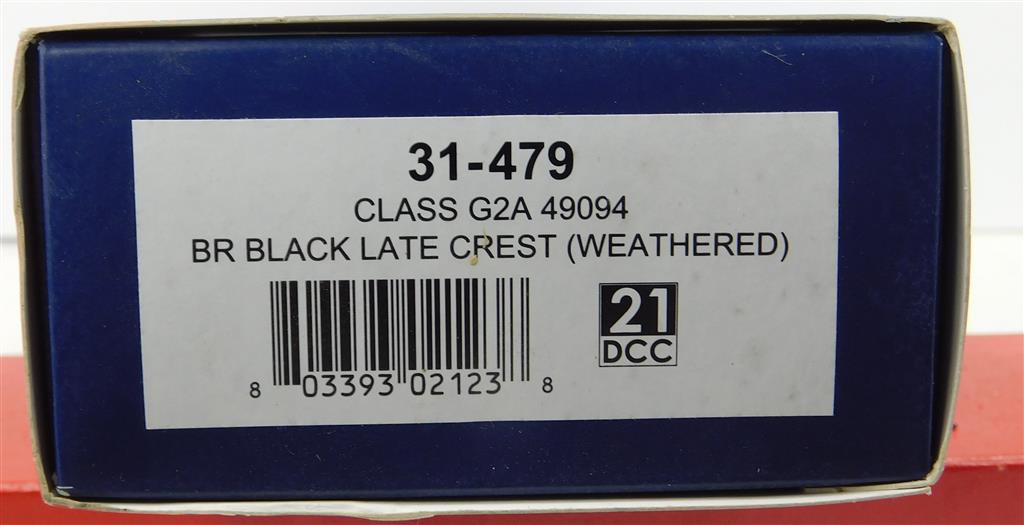 31-479
CLASS G2A 49094
BR BLACK LATE CREST (WEATHERED)
21
DCC
8 03393 02123 8